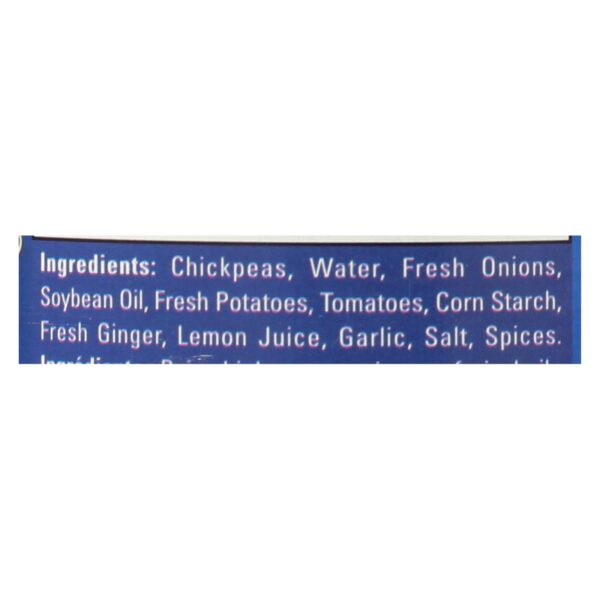 Ingredients: Chickpeas, Water, Fresh Onions,
Soybean Oil, Fresh Potatoes, Tomatoes, Corn Starch,
Fresh Ginger, Lemon Juice, Garlic, Salt, Spices.
Ingrédients: